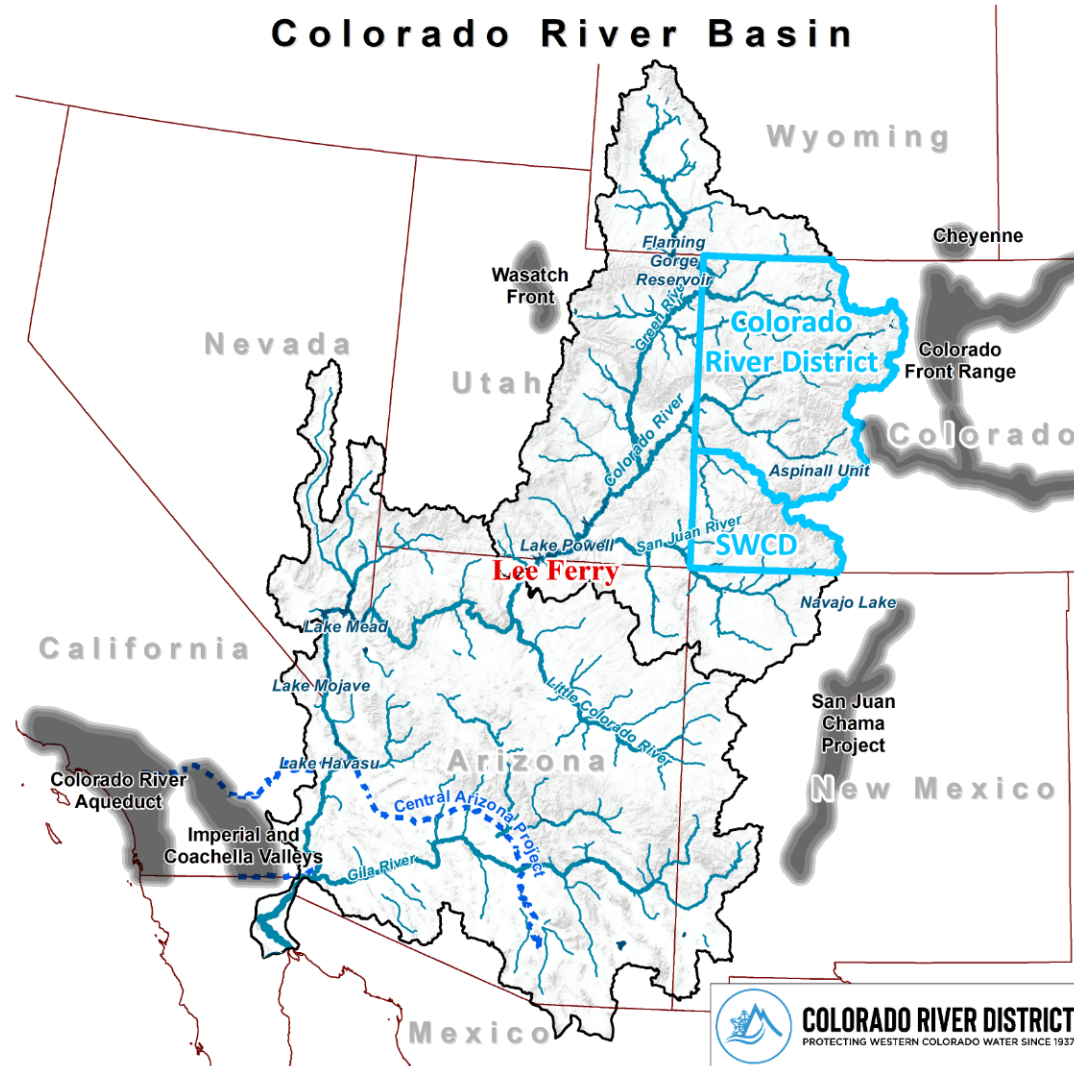 Colorado River Basin
Wyoming
Cheyenne
Flaming
Gorge
Reservoir
Wasatch
Front
Green River
Colorado
River District
Colorado
Front Range
Nevada
Utah
Colorado River
Colorado
Aspinall Unit
San Juan River
SWCD
Lake Powell
Lee Ferry
Navajo Lake
Lake Mead
California
Lake Mojave
Little Colorado River
San Juan
Chama
Project
Lake Havasu
Arizona
Colorado River
Aqueduct
New Mexico
Central Arizona Project
Imperial and
Coachella Valleys
Gila River
Mexico
COLORADO RIVER DISTRICT
PROTECTING WESTERN COLORADO WATER SINCE 1937